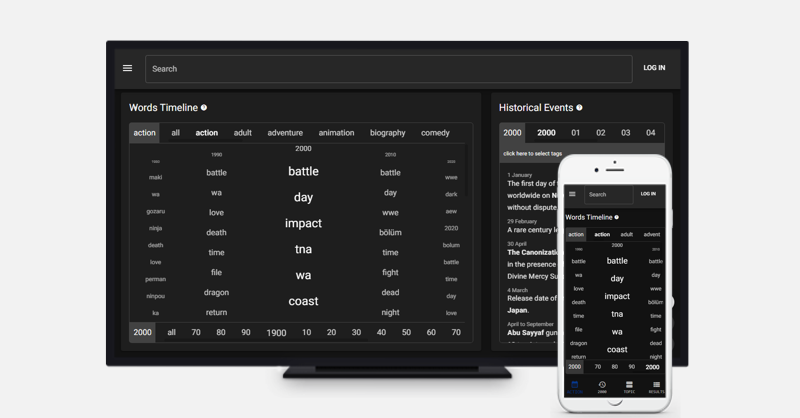 Search
LOG IN
Words Timeline
action all action adult adventure animation biography comedy
1980 1990 2000 2010 2020
maki battle battle battle wwe
wa wa day day dark
gozaru love impact wwe aew
ninja death tna bölüm 2020
death time wa time bolum
love file coast fight battle
perman dragon dead time
ninpou return night day
ka love
2000 all 70 80 90 1900 10 20 30 40 50 60 70
Historical Events
2000 2000 01 02 03 04
click here to select tags
1 January
The first day of
worldwide on
without dispute.
29 February
A rare century
30 April
The Canonization
in the presence
Divine Mercy Su
4 March
Release date of
Japan.
April to September
Abu Sayyaf gun
Search
LOG IN
Words Timeline
action action adult advent
1990 2000 2010
battle battle battle
wa day day
love impact wwe
death tna bölüm
time wa time
file coast fight
dragon dead
return night
2000 70 80 90 2000
2000 TOPIC RESULTS